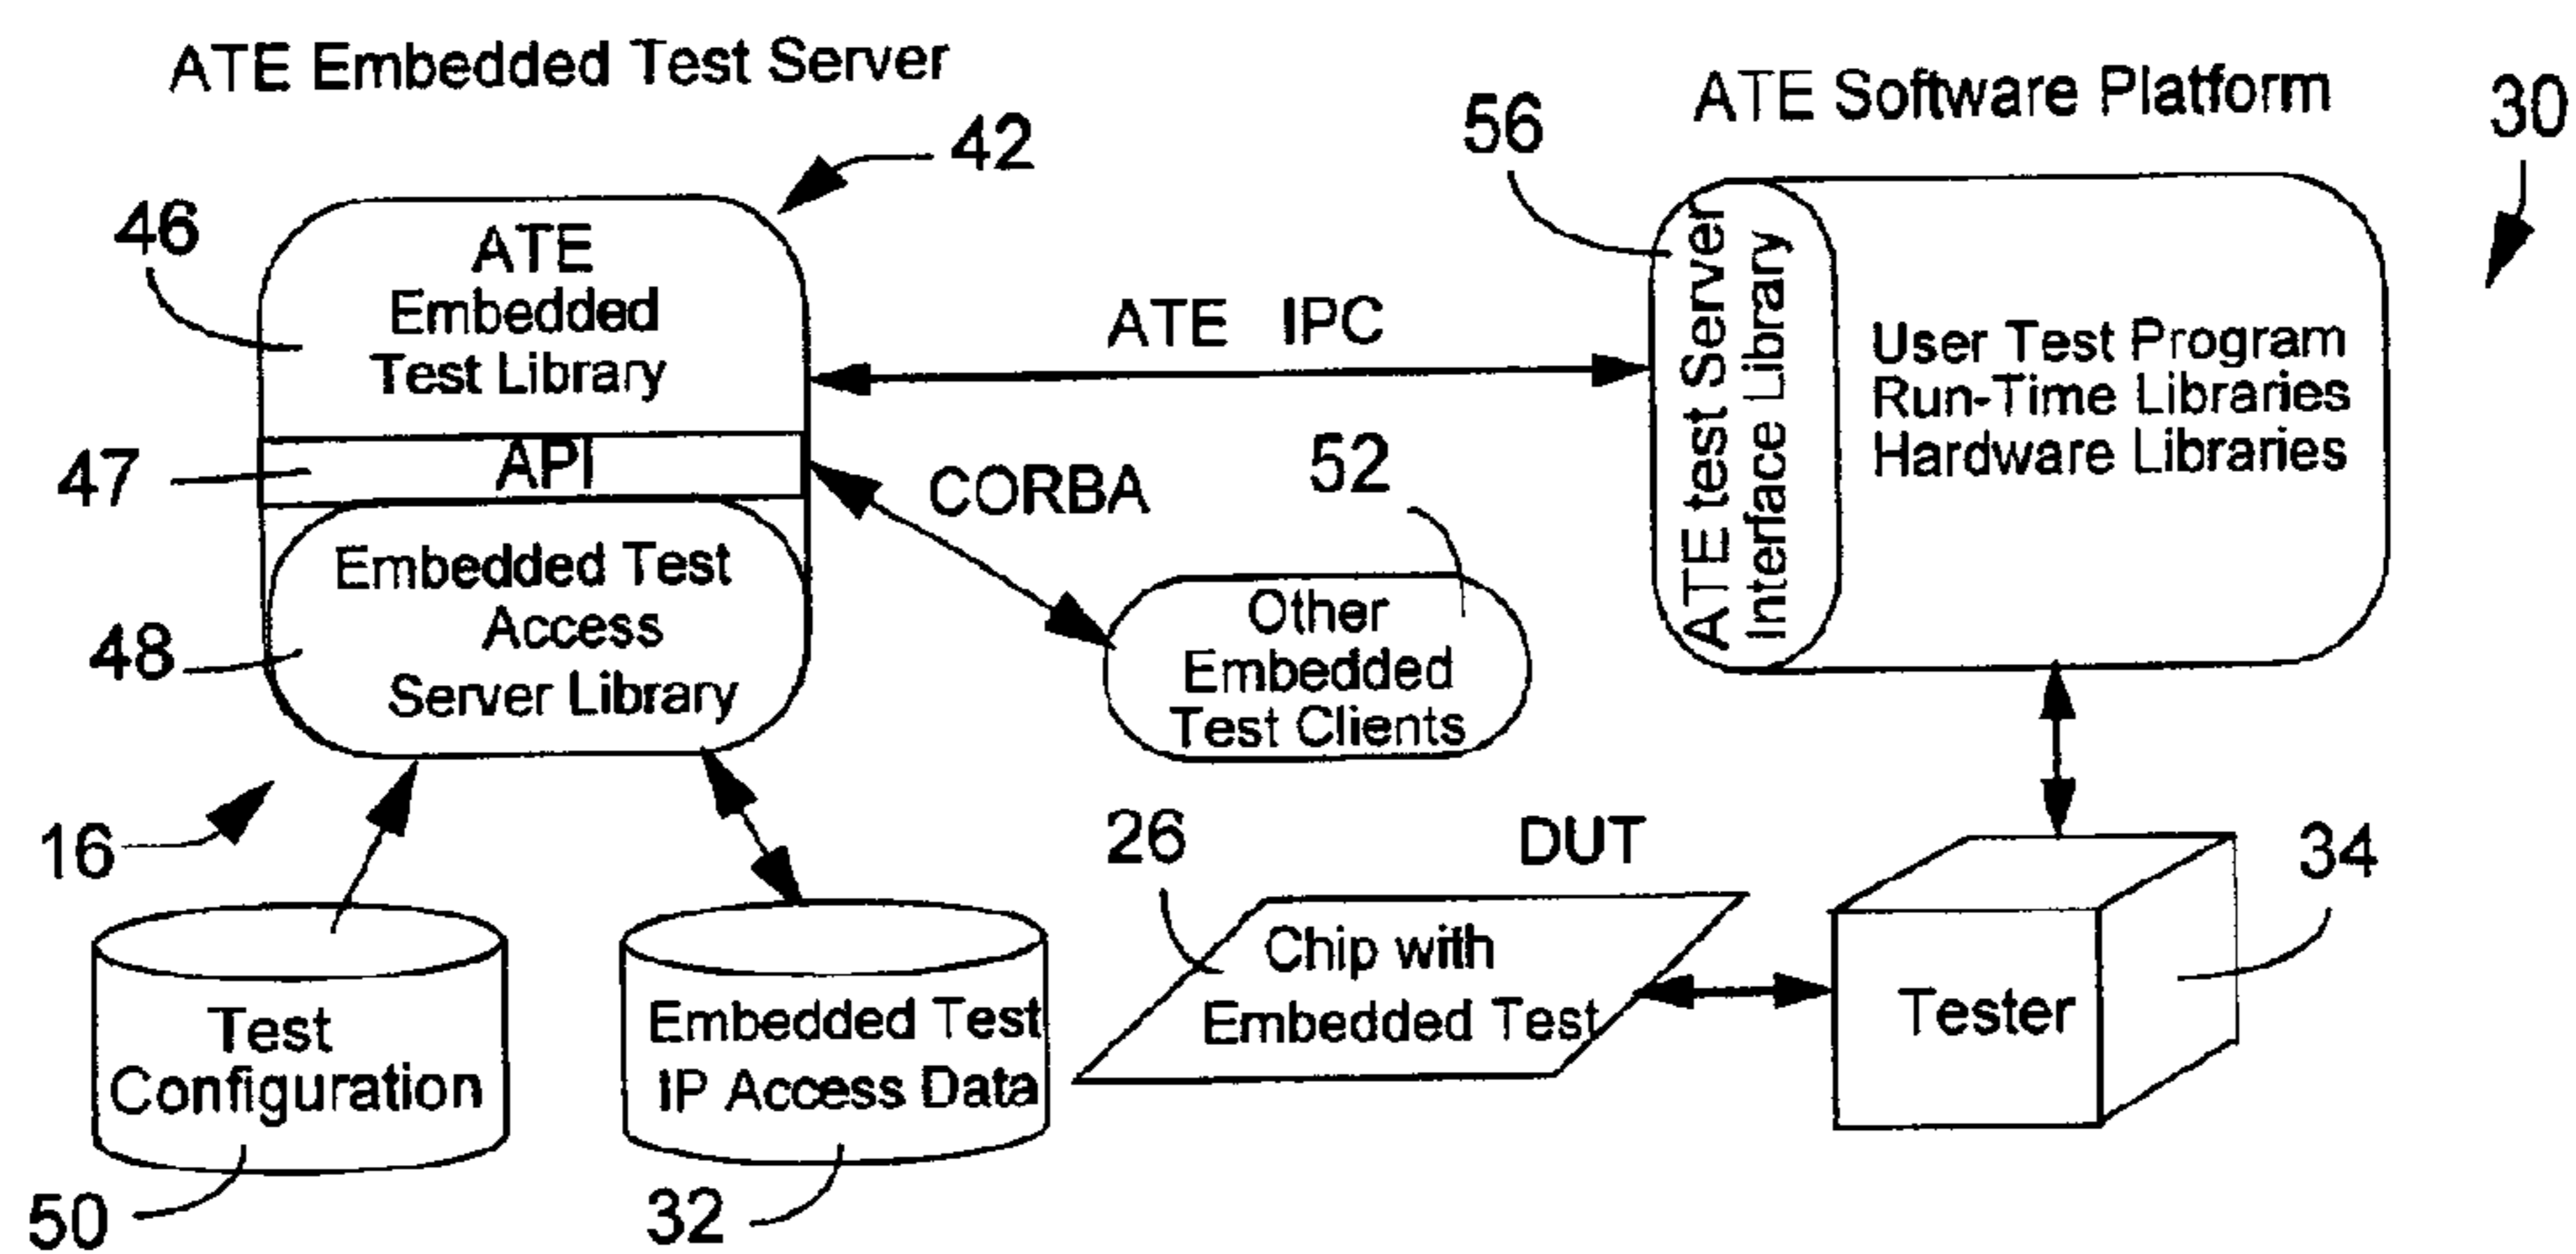 ATE Embedded Test Server
42
46
ATE
Embedded
Test Library
47
API
48
Embedded Test
Access
Server Library
16
Test
Configuration
50
Embedded Test
IP Access Data
32
ATE IPC
CORBA
52
Other
Embedded
Test Clients
ATE Software Platform
30
56
ATE test Server
Interface Library
User Test Program
Run-Time Libraries
Hardware Libraries
26
DUT
Chip with
Embedded Test
Tester
34